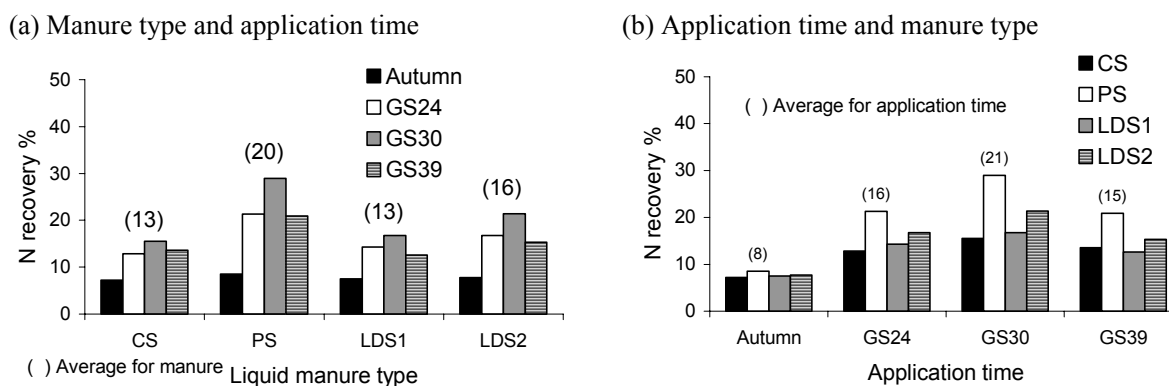 (a) Manure type and application time
50
40
30
20
10
0
N recovery %
Autumn
GS24
GS30
GS39
(13)
(20)
(13)
(16)
CS PS LDS1 LDS2
( ) Average for manure
Liquid manure type
(b) Application time and manure type
50
40
30
20
10
0
N recovery %
CS
PS
LDS1
LDS2
( ) Average for application time
(8)
(16)
(21)
(15)
Autumn GS24 GS30 GS39
Application time